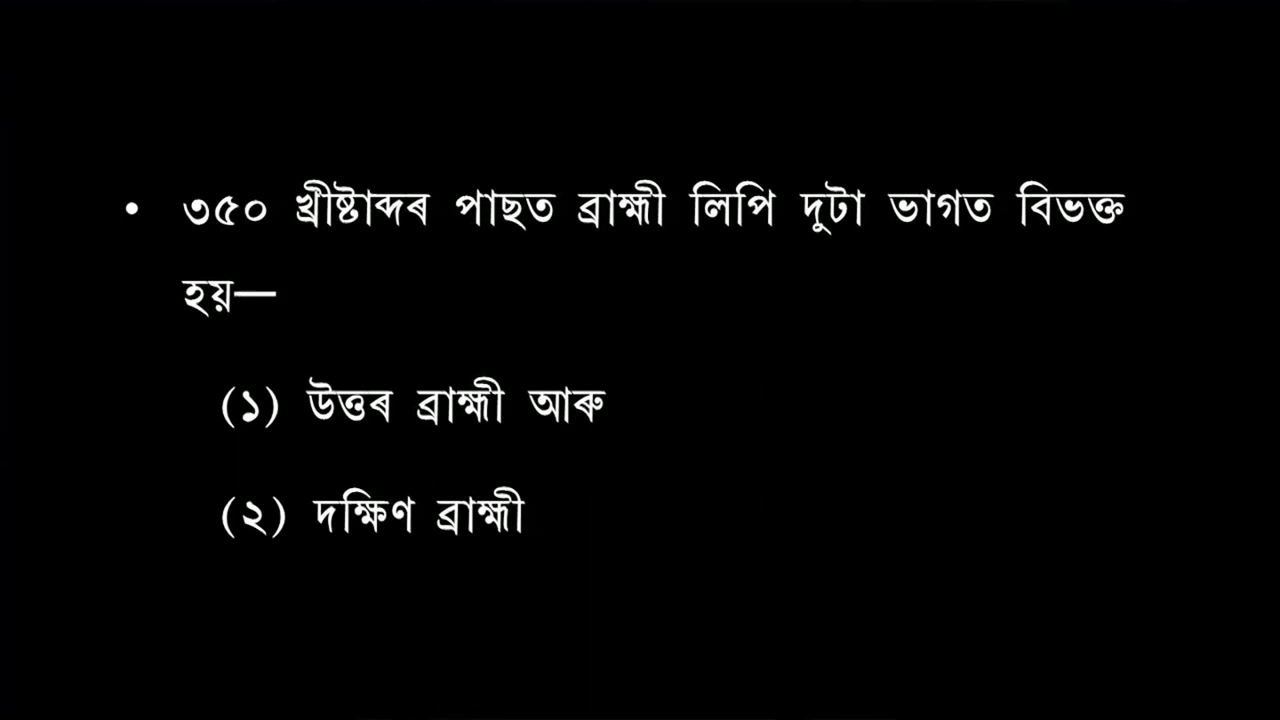 • ৩৫০ খ্ৰীষ্টাব্দৰ পাছত ব্ৰাহ্মী লিপি দুটা ভাগত বিভক্ত
হয়—
(১) উত্তৰ ব্ৰাহ্মী আৰু
(২) দক্ষিণ ব্ৰাহ্মী